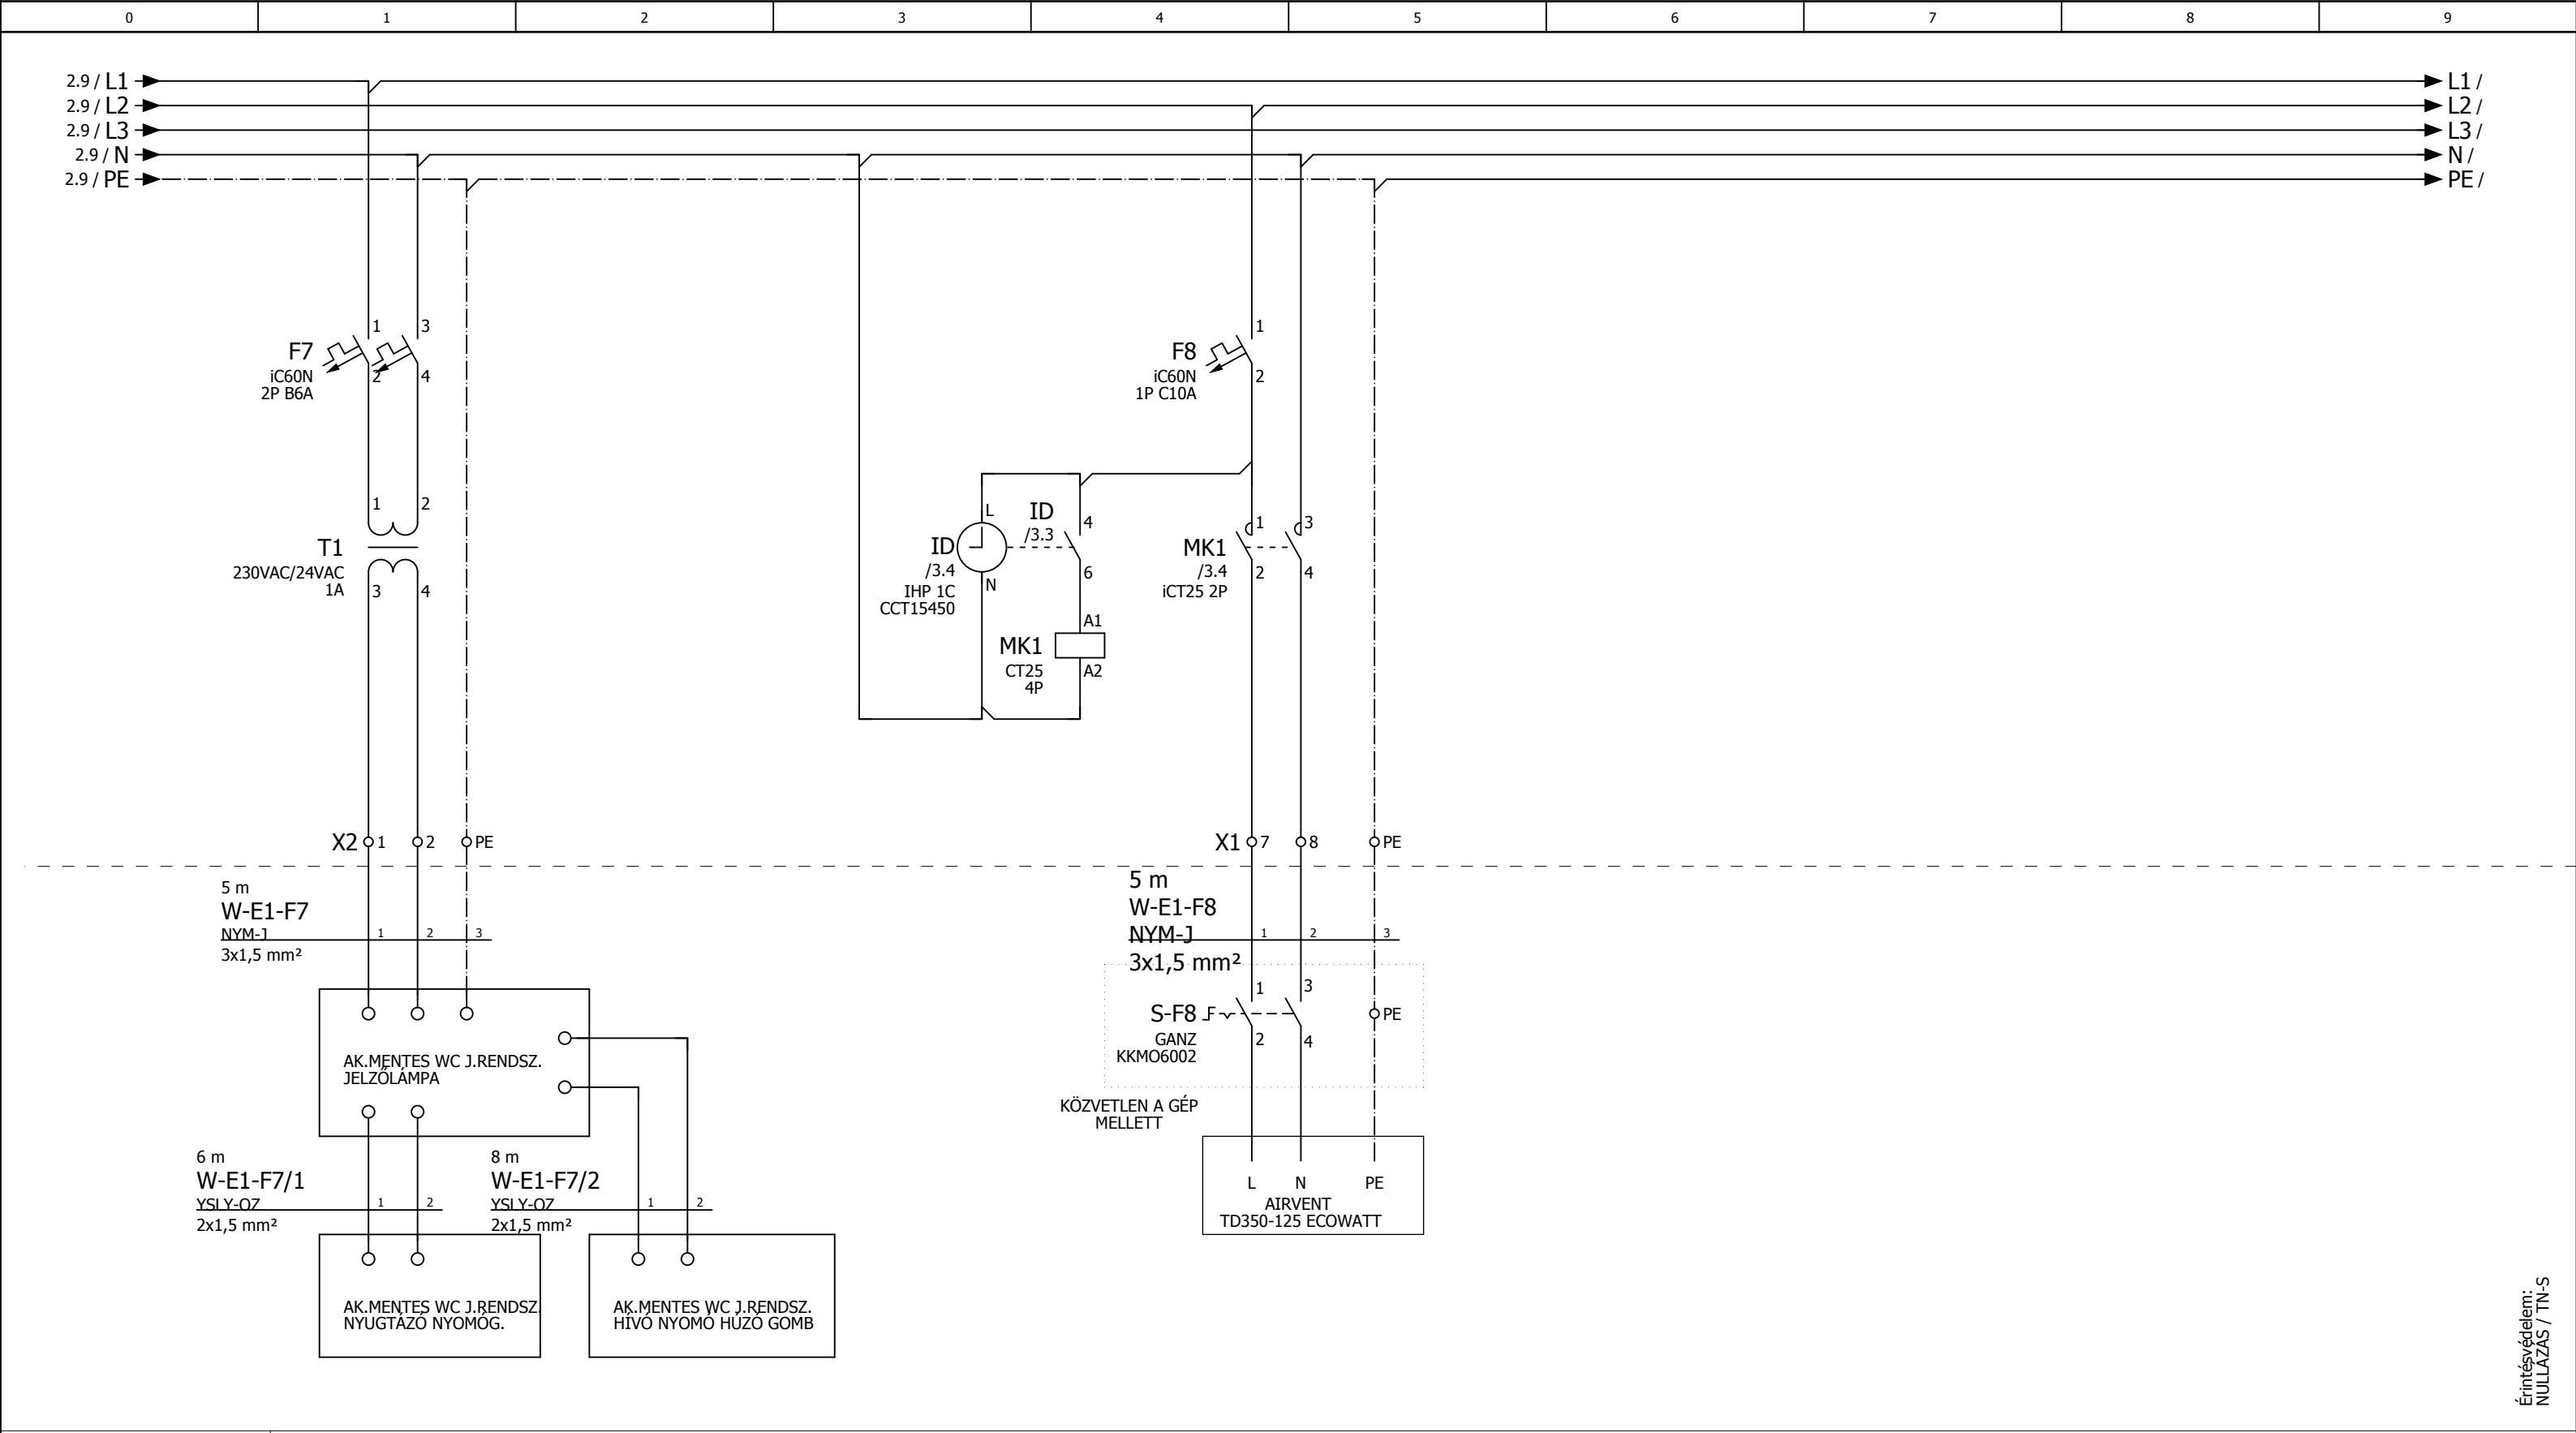 0 1 2 3 4 5 6 7 8 9
2.9 / L1 L1 /
2.9 / L2 L2 /
2.9 / L3 L3 /
2.9 / N N /
2.9 / PE PE /
1 3
F7
iC60N
2P B6A
2 4
1 2
T1
230VAC/24VAC
1A
3 4
X2 1 2 PE
5 m
W-E1-F7
NYM-J 1 2 3
3x1,5 mm²
AK.MENTES WC J.RENDSZ.
JELZŐLÁMPA
6 m
W-E1-F7/1
YSLY-OZ 1 2
2x1,5 mm²
8 m
W-E1-F7/2
YSLY-OZ 1 2
2x1,5 mm²
AK.MENTES WC J.RENDSZ.
NYUGTÁZÓ NYOMÓG.
AK.MENTES WC J.RENDSZ.
HÍVÓ NYOMÓ HÚZÓ GOMB
1
F8
iC60N
1P C10A
2
L
ID
/3.4
IHP 1C
CCT15450
N
ID
/3.3
4
6
A1
MK1
CT25
4P
A2
1 3
MK1
/3.4
iCT25 2P
2 4
X1 7 8 PE
5 m
W-E1-F8
NYM-J 1 2 3
3x1,5 mm²
1 3
S-F8 PE
GANZ
KKMO6002
2 4
KÖZVETLEN A GÉP
MELLETT
L N PE
AIRVENT
TD350-125 ECOWATT
Érintésvédelem:
NULLÁZÁS / TN-S